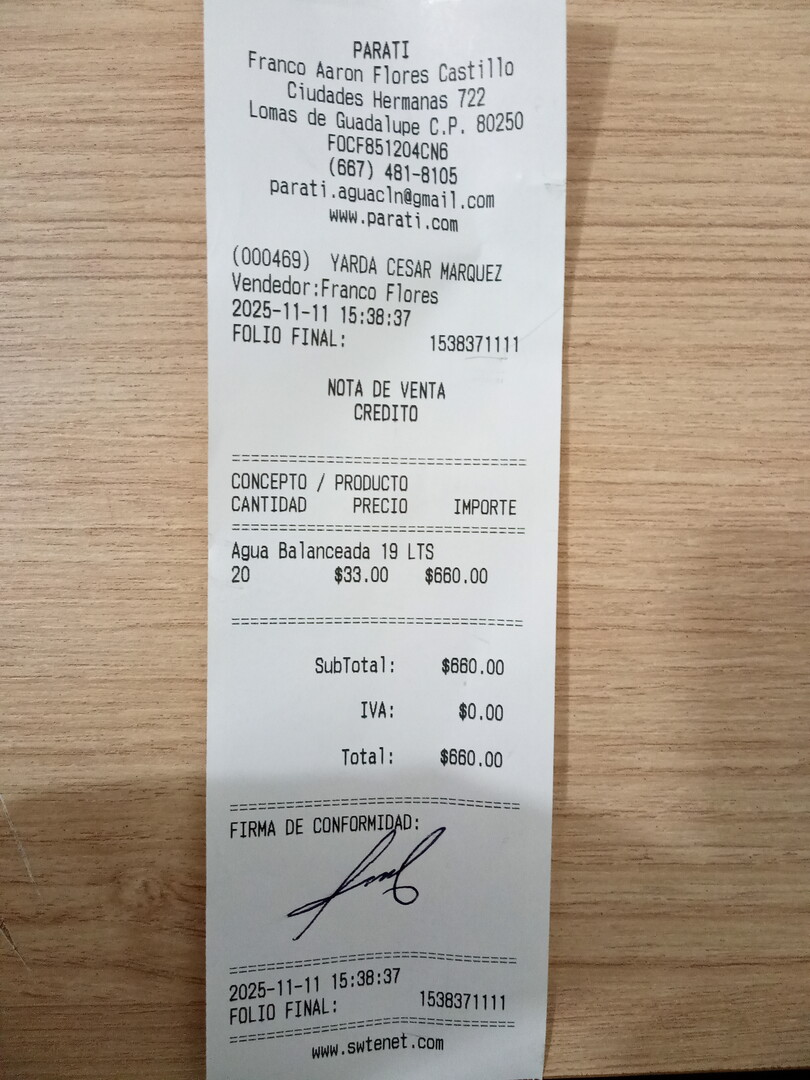 PARATI
Franco Aaron Flores Castillo
Ciudades Hermanas 722
Lomas de Guadalupe C.P. 80250
FOCF851204CN6
(667) 481-8105
parati.aguacln@gmail.com
www.parati.com
(000469) YARDA CESAR MARQUEZ
Vendedor:Franco Flores
2025-11-11 15:38:37
FOLIO FINAL: 1538371111
NOTA DE VENTA
CREDITO
================================
CONCEPTO / PRODUCTO
CANTIDAD PRECIO IMPORTE
================================
Agua Balanceada 19 LTS
20 $33.00 $660.00
================================
SubTotal: $660.00
IVA: $0.00
Total: $660.00
================================
FIRMA DE CONFORMIDAD:
================================
2025-11-11 15:38:37
FOLIO FINAL: 1538371111
================================
www.swtenet.com